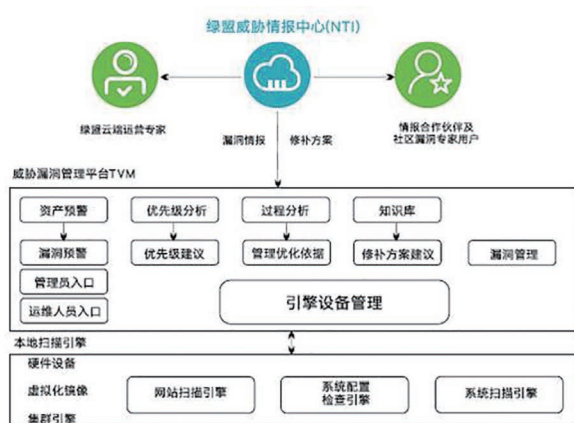 绿盟威胁情报中心(NTI)
绿盟云端运营专家
漏洞情报
修补方案
情报合作伙伴及
社区漏洞专家用户
威胁漏洞管理平台TVM
资产预警
优先级分析
过程分析
知识库
漏洞预警
优先级建议
管理优化依据
修补方案建议
漏洞管理
管理员入口
运维人员入口
引擎设备管理
本地扫描引擎
硬件设备
虚拟化镜像
集群引擎
网站扫描引擎
系统配置
检查引擎
系统扫描引擎